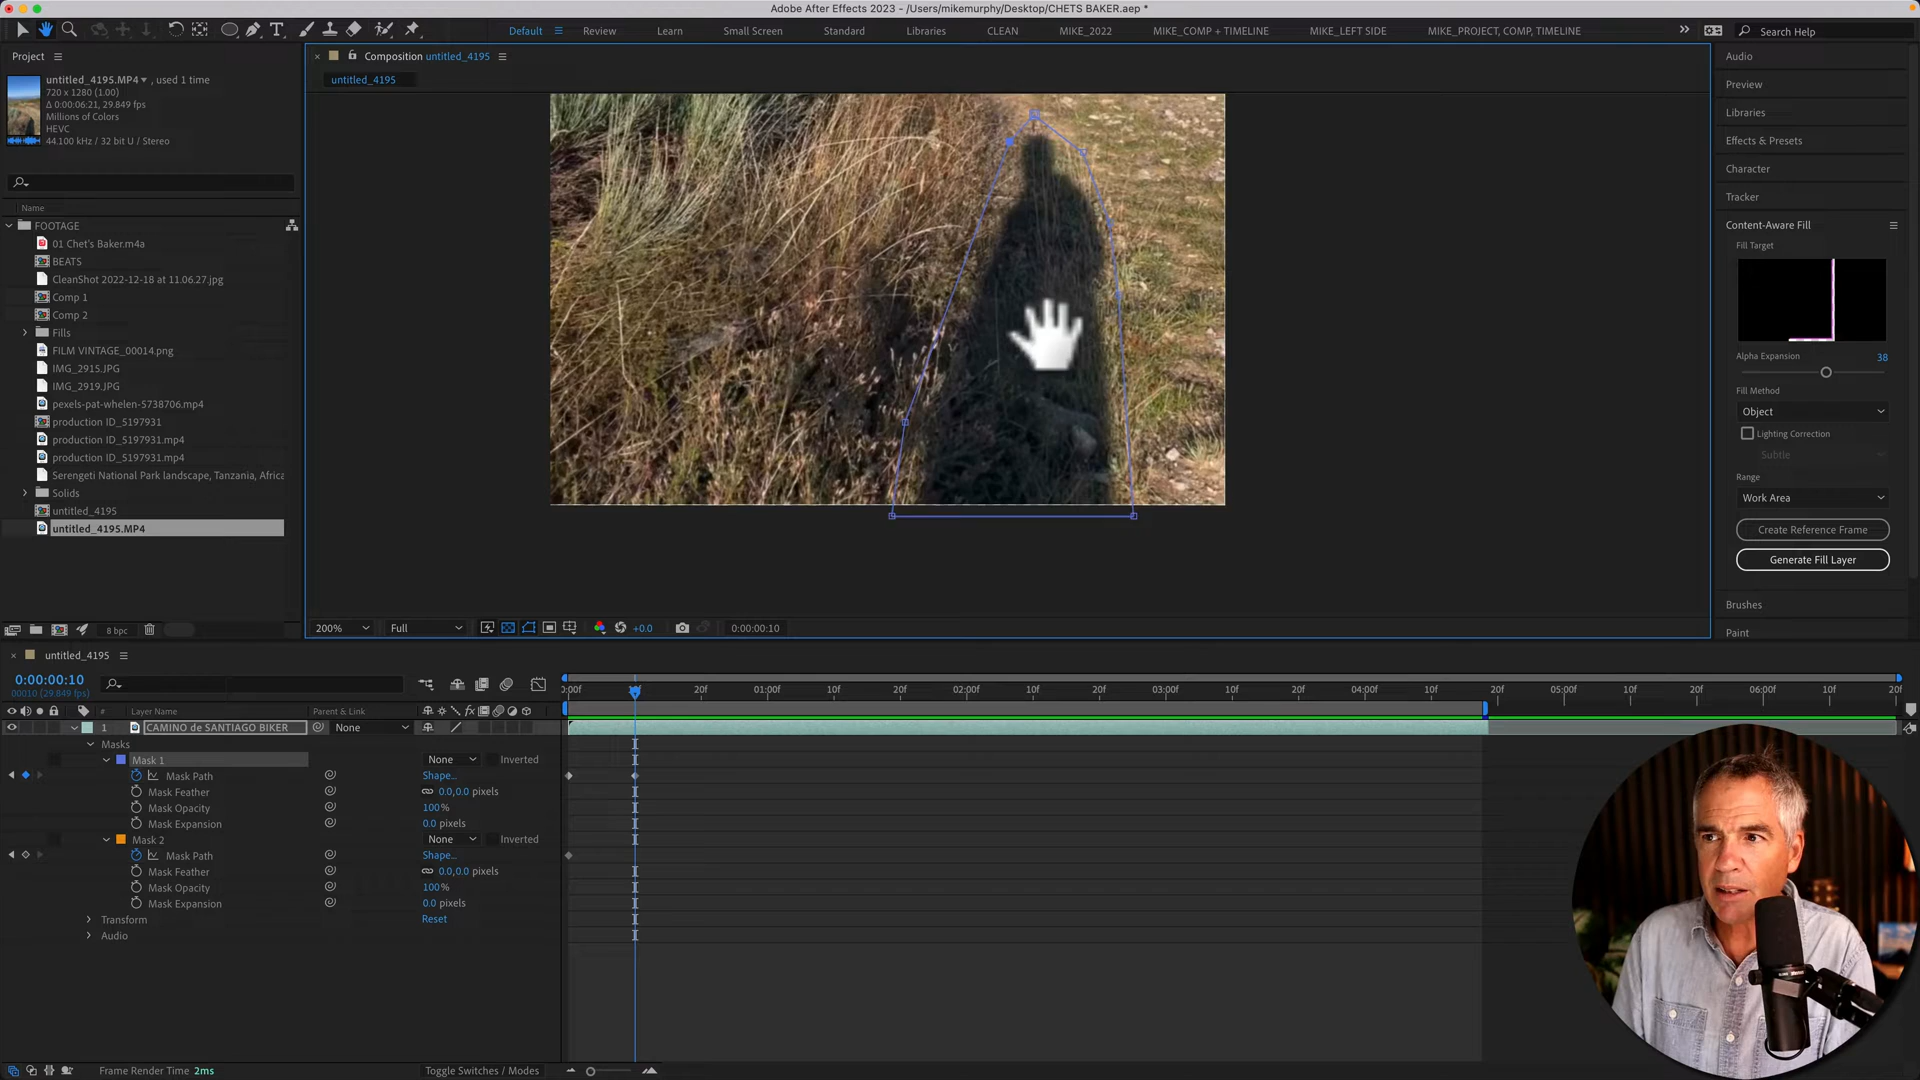 Adobe After Effects 2023 - /Users/mikemurphy/Desktop/CHETS BAKER.aep *
Default
Review
Learn
Small Screen
Standard
Libraries
CLEAN
MIKE_2022
MIKE_COMP + TIMELINE
MIKE_LEFT SIDE
MIKE_PROJECT, COMP, TIMELINE
Search Help
Project
untitled_4195.MP4 , used 1 time
720 x 1280 (1.00)
Δ 0:00:06:21, 29.849 fps
Millions of Colors
HEVC
44.100 kHz / 32 bit U / Stereo
Name
FOOTAGE
01 Chet's Baker.m4a
BEATS
CleanShot 2022-12-18 at 11.06.27.jpg
Comp 1
Comp 2
Fills
FILM VINTAGE_00014.png
IMG_2915.JPG
IMG_2919.JPG
pexels-pat-whelen-5738706.mp4
production ID_5197931
production ID_5197931.mp4
production ID_5197931.mp4
Serengeti National Park landscape, Tanzania, Africa
Solids
untitled_4195
untitled_4195.MP4
8 bpc
Composition untitled_4195
untitled_4195
200%
Full
+0.0
0:00:00:10
Audio
Preview
Libraries
Effects & Presets
Character
Tracker
Content-Aware Fill
Fill Target
Alpha Expansion
38
Fill Method
Object
Lighting Correction
Subtle
Range
Work Area
Create Reference Frame
Generate Fill Layer
Brushes
Paint
untitled_4195
0:00:00:10
00010 (29.849 fps)
0:00f
20f
01:00f
10f
20f
02:00f
10f
20f
03:00f
10f
20f
04:00f
10f
20f
05:00f
10f
20f
06:00f
10f
20f
#
Layer Name
Parent & Link
1
CAMINO de SANTIAGO BIKER
None
Masks
Mask 1
None
Inverted
Mask Path
Shape...
Mask Feather
0.0,0.0 pixels
Mask Opacity
100%
Mask Expansion
0.0 pixels
Mask 2
None
Inverted
Mask Path
Shape...
Mask Feather
0.0,0.0 pixels
Mask Opacity
100%
Mask Expansion
0.0 pixels
Transform
Reset
Audio
Frame Render Time 2ms
Toggle Switches / Modes